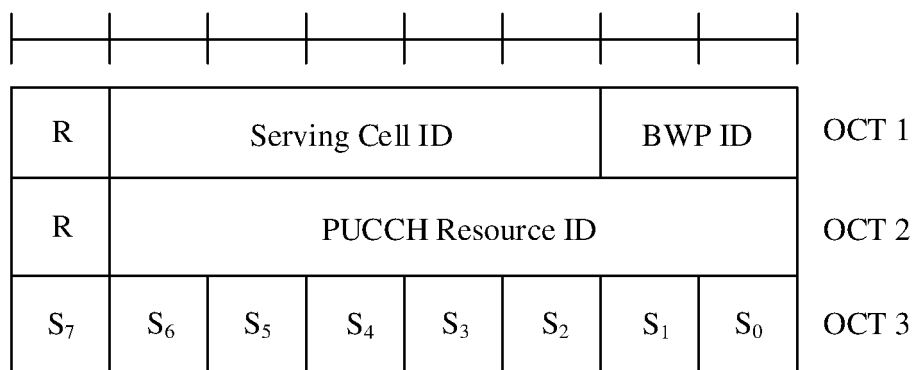 R Serving Cell ID BWP ID OCT 1
R PUCCH Resource ID OCT 2
S7 S6 S5 S4 S3 S2 S1 S0 OCT 3